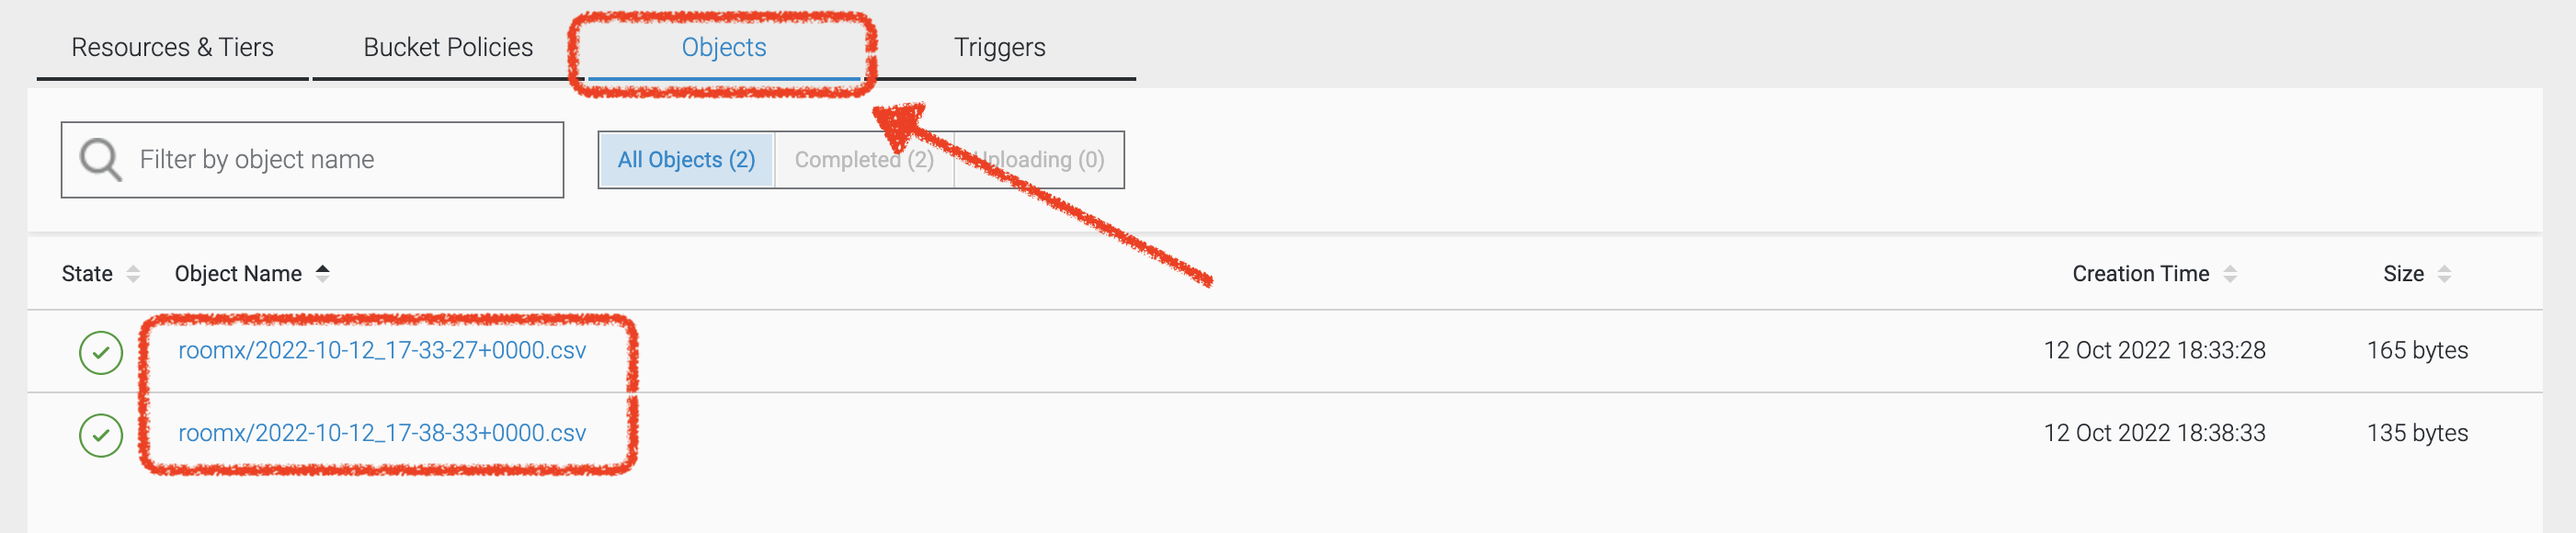 Resources & Tiers Bucket Policies Objects Triggers
Filter by object name All Objects (2) Completed (2) Uploading (0)
State Object Name Creation Time Size
roomx/2022-10-12_17-33-27+0000.csv 12 Oct 2022 18:33:28 165 bytes
roomx/2022-10-12_17-38-33+0000.csv 12 Oct 2022 18:38:33 135 bytes